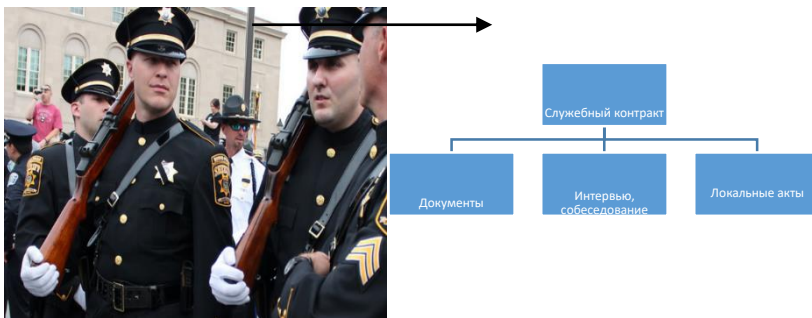 Служебный контракт
Документы
Интервью,
собеседование
Локальные акты